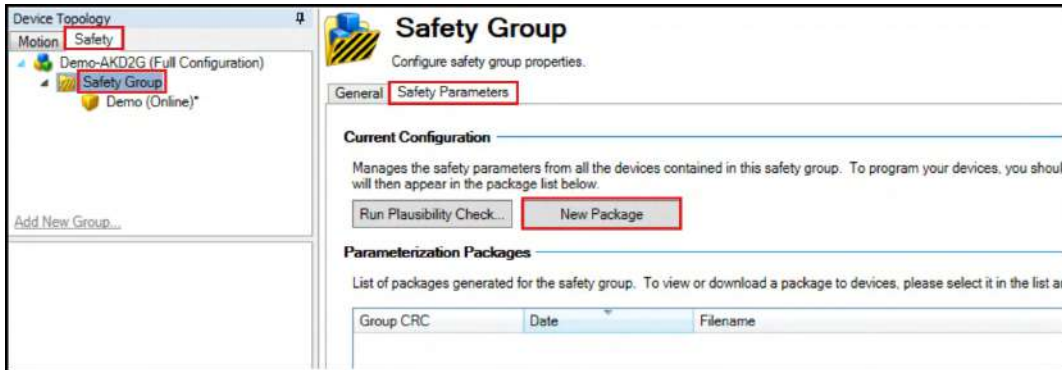 Device Topology
Motion Safety
Demo-AKD2G (Full Configuration)
Safety Group
Demo (Online)*
Add New Group...
Safety Group
Configure safety group properties.
General Safety Parameters
Current Configuration
Manages the safety parameters from all the devices contained in this safety group. To program your devices, you
will then appear in the package list below.
Run Plausibility Check... New Package
Parameterization Packages
List of packages generated for the safety group. To view or download a package to devices, please select it in the list
Group CRC Date Filename